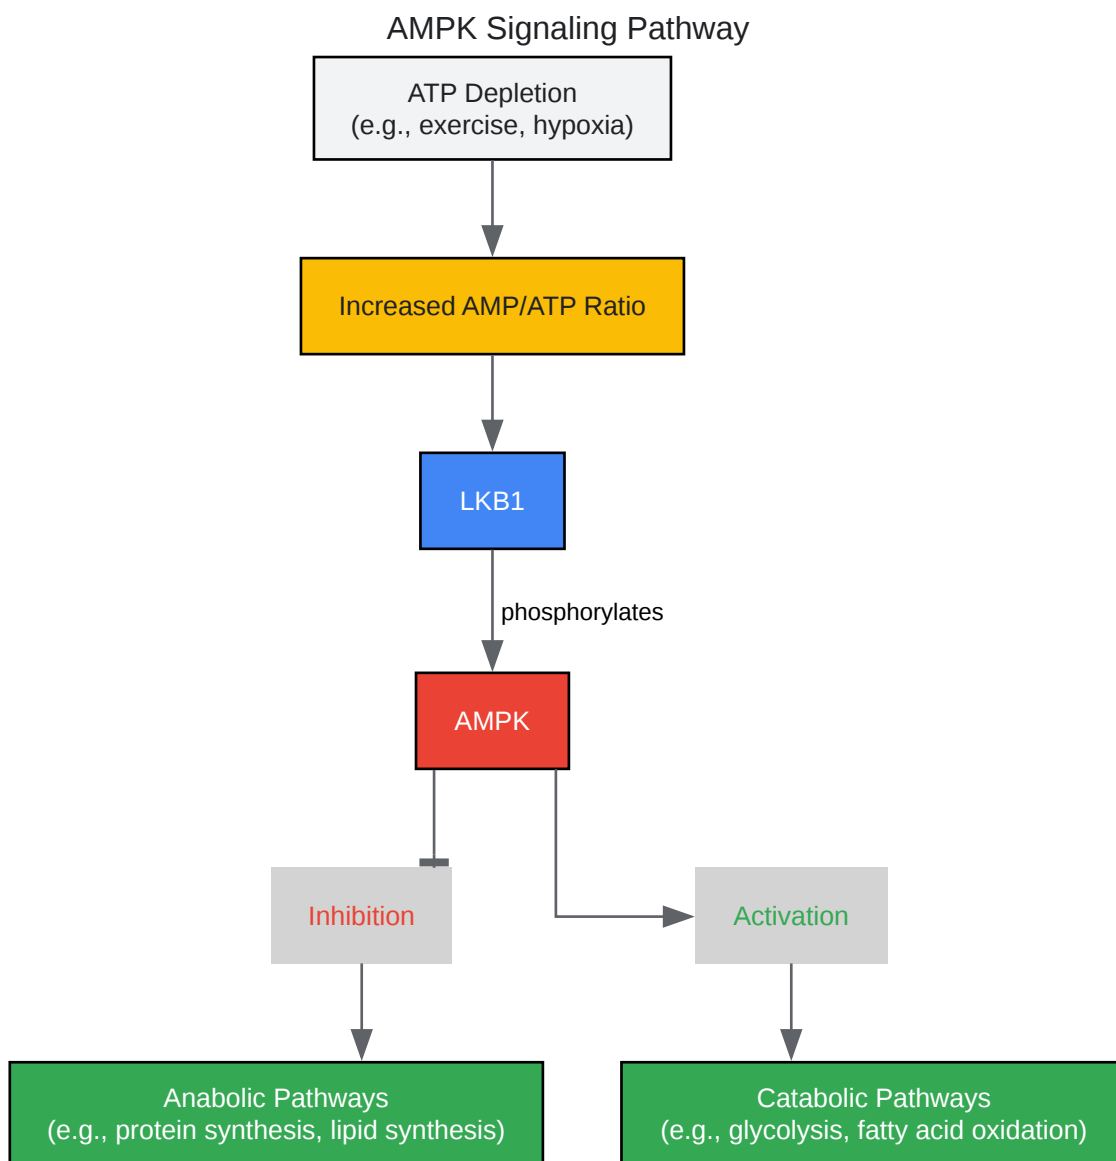 AMPK Signaling Pathway
ATP Depletion
(e.g., exercise, hypoxia)
Increased AMP/ATP Ratio
LKB1
phosphorylates
AMPK
Inhibition
Activation
Anabolic Pathways
(e.g., protein synthesis, lipid synthesis)
Catabolic Pathways
(e.g., glycolysis, fatty acid oxidation)